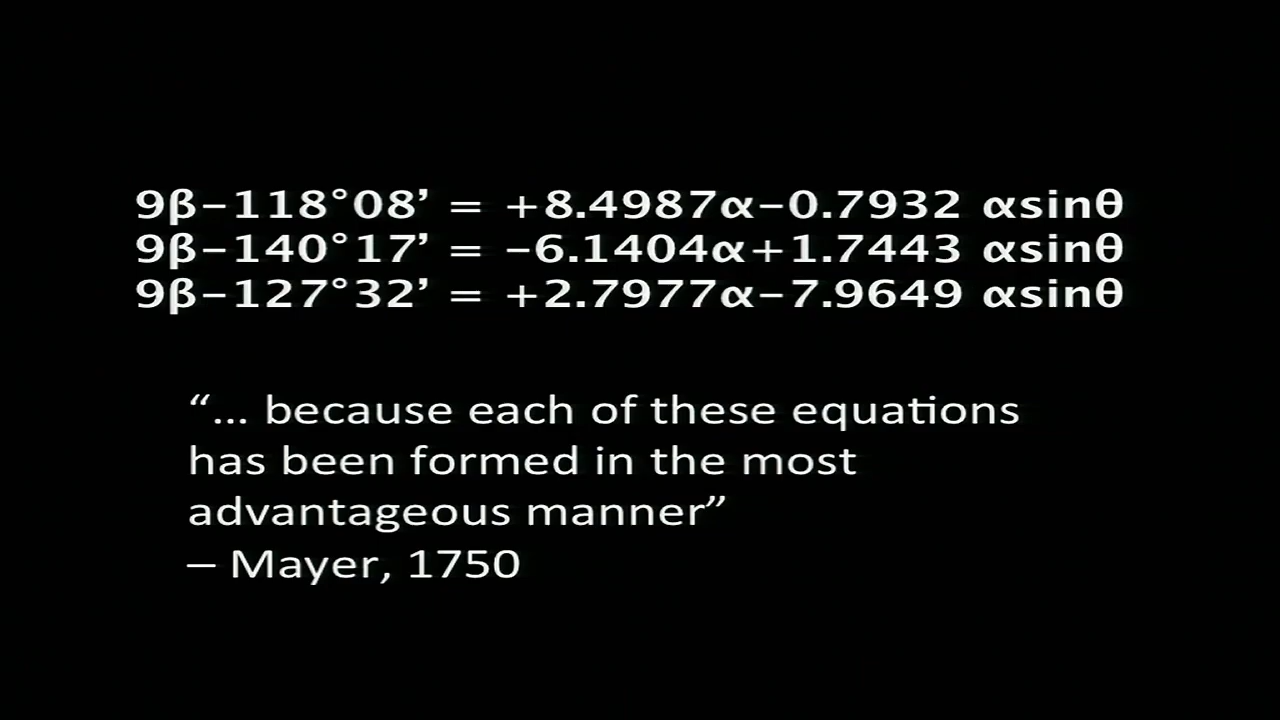 9β–118°08’ = +8.4987α–0.7932 αsinθ
9β–140°17’ = –6.1404α+1.7443 αsinθ
9β–127°32’ = +2.7977α–7.9649 αsinθ
“... because each of these equations
has been formed in the most
advantageous manner”
– Mayer, 1750